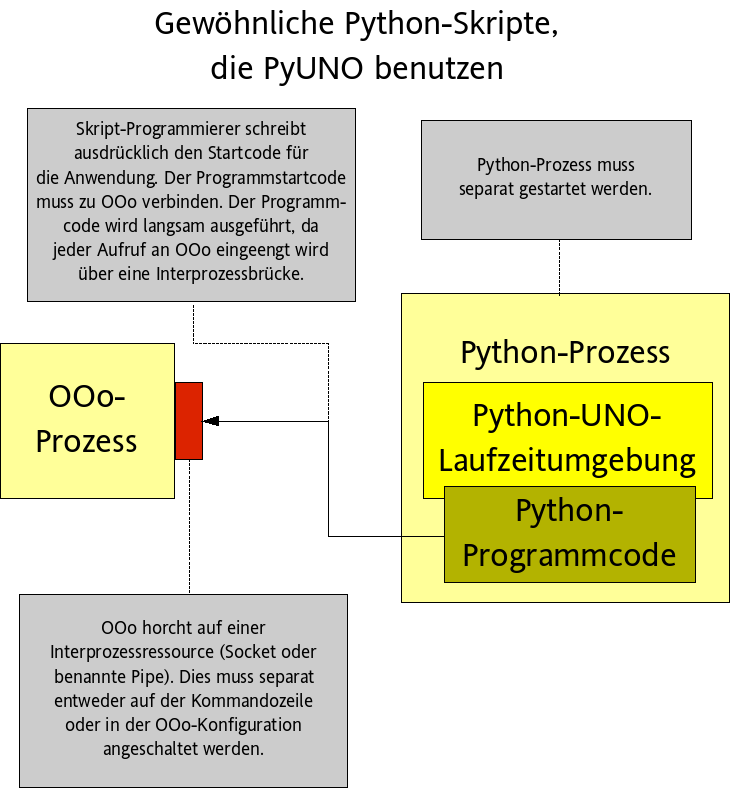 Gewöhnliche Python-Skripte,
die PyUNO benutzen
Skript-Programmierer schreibt
ausdrücklich den Startcode für
die Anwendung. Der Programmstartcode
muss zu OOo verbinden. Der Programm-
code wird langsam ausgeführt, da
jeder Aufruf an OOo eingeengt wird
über eine Interprozessbrücke.
Python-Prozess muss
separat gestartet werden.
OOo-
Prozess
Python-Prozess
Python-UNO-
Laufzeitumgebung
Python-
Programmcode
OOo horcht auf einer
Interprozessressource (Socket oder
benannte Pipe). Dies muss separat
entweder auf der Kommandozeile
oder in der OOo-Konfiguration
angeschaltet werden.